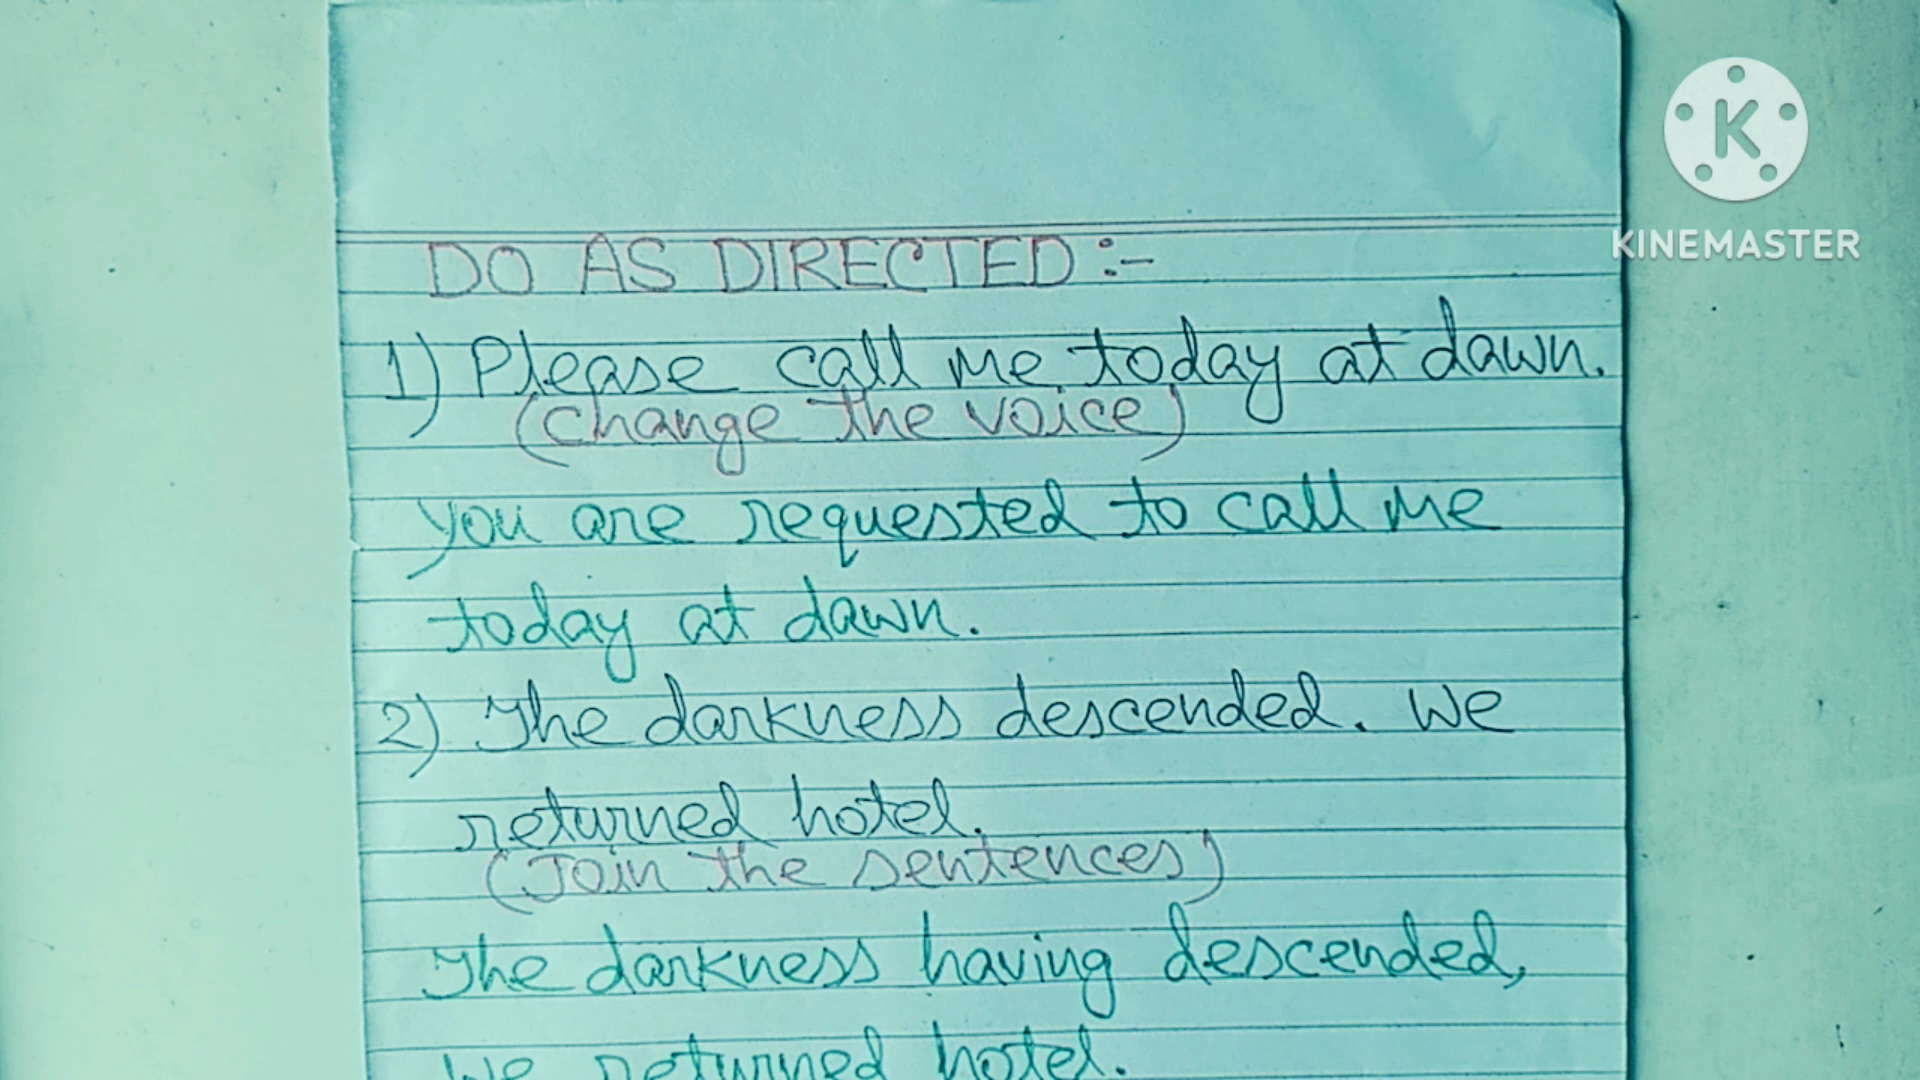 DO AS DIRECTED :-
1) Please call me today at dawn.
(change the voice)
you are requested to call me
today at dawn.
2) The darkness descended. We
returned hotel.
(Join the sentences)
The darkness having descended,
we returned hotel.
K
KINEMASTER